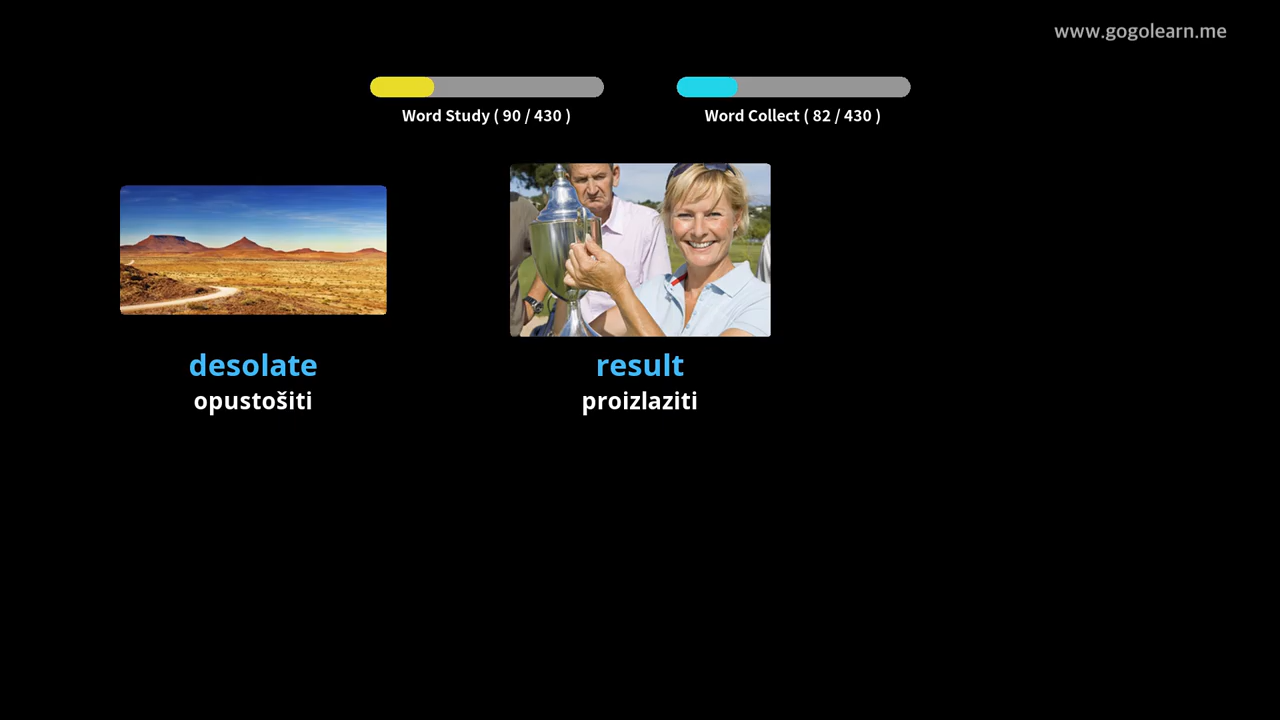 www.gogolearn.me
Word Study ( 90 / 430 )
Word Collect ( 82 / 430 )
desolate
opustošiti
result
proizlaziti